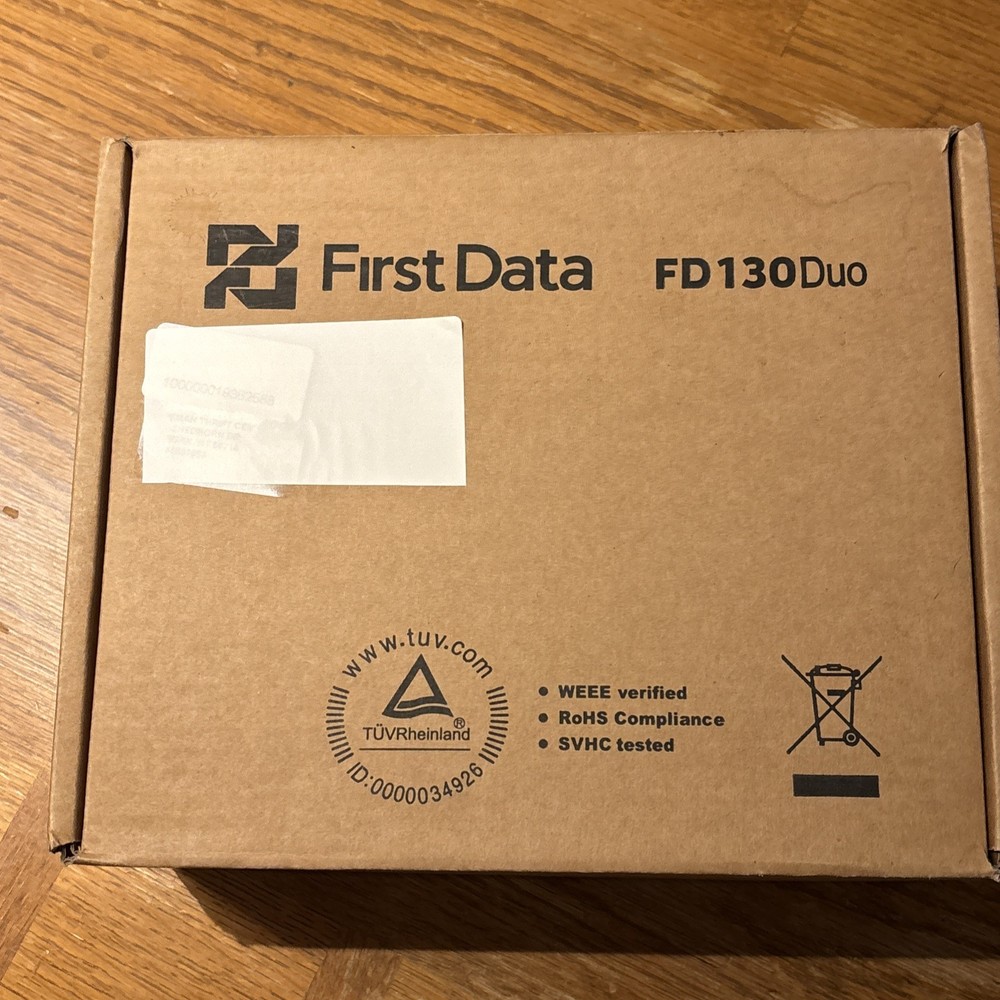 First Data FD130Duo
www.tuv.com
TÜVRheinland®
ID:0000034926
• WEEE verified
• RoHS Compliance
• SVHC tested